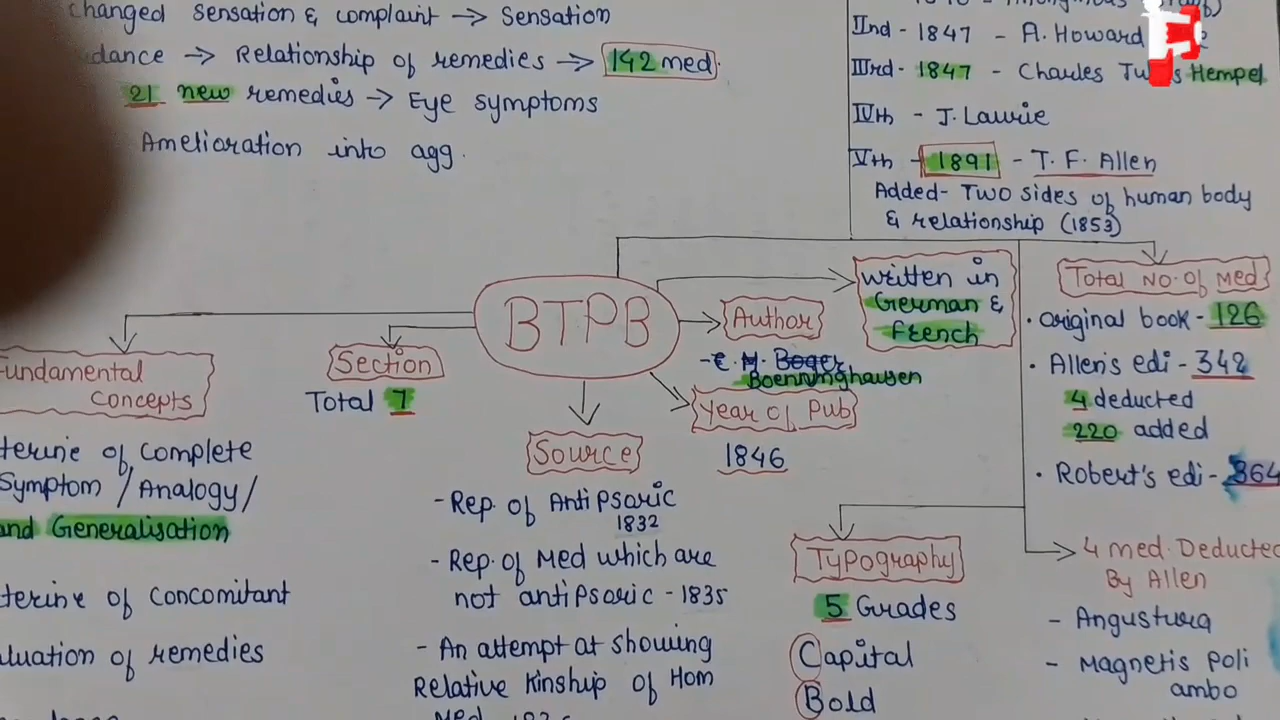 changed sensation & complaint → Sensation
→ Relationship of remedies → 142 med.
21 new remedies → Eye symptoms
Amelioration into agg.
IInd - 1847 - A. Howard
IIIrd - 1847 - Charles Hempel
IVth - J. Laurie
Vth - 1891 - T. F. Allen
Added- Two sides of human body
& relationship (1853)
BTPB
Author
Boenninghausen
written in
German &
French
Year of Pub
1846
Total No. of Med
• original book - 126
• Allen's edi - 342
4 deducted
220 added
• Robert's edi - 364
Fundamental
Concepts
of complete
Symptom / Analogy /
and Generalisation
of Concomitant
of remedies
Section
Total 7
Source
- Rep. of AntiPsoric
1832
- Rep. of Med which are
not antiPsoric - 1835
- An attempt at showing
Relative Kinship of Hom
Typography
5 Grades
Capital
Bold
4 med. Deducted
By Allen
- Angustura
- Magnetis Poli
ambo